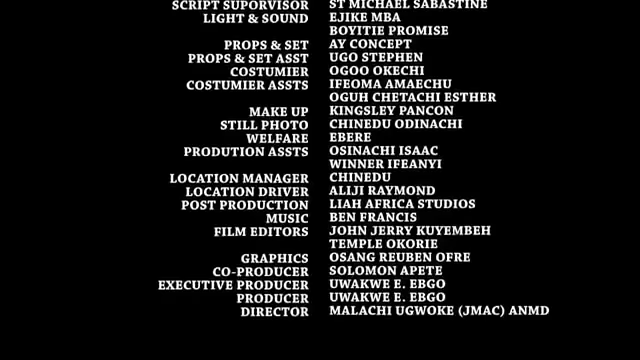 SCRIPT SUPORVISOR ST MICHAEL SABASTINE
LIGHT & SOUND EJIKE MBA
BOYITIE PROMISE
PROPS & SET AY CONCEPT
PROPS & SET ASST UGO STEPHEN
COSTUMIER OGOO OKECHI
COSTUMIER ASSTS IFEOMA AMAECHU
OGUH CHETACHI ESTHER
MAKE UP KINGSLEY PANCON
STILL PHOTO CHINEDU ODINACHI
WELFARE EBERE
PRODUTION ASSTS OSINACHI ISAAC
WINNER IFEANYI
LOCATION MANAGER CHINEDU
LOCATION DRIVER ALIJI RAYMOND
POST PRODUCTION LIAH AFRICA STUDIOS
MUSIC BEN FRANCIS
FILM EDITORS JOHN JERRY KUYEMBEH
TEMPLE OKORIE
GRAPHICS OSANG REUBEN OFRE
CO-PRODUCER SOLOMON APETE
EXECUTIVE PRODUCER UWAKWE E. EBGO
PRODUCER UWAKWE E. EBGO
DIRECTOR MALACHI UGWOKE (JMAC) ANMD